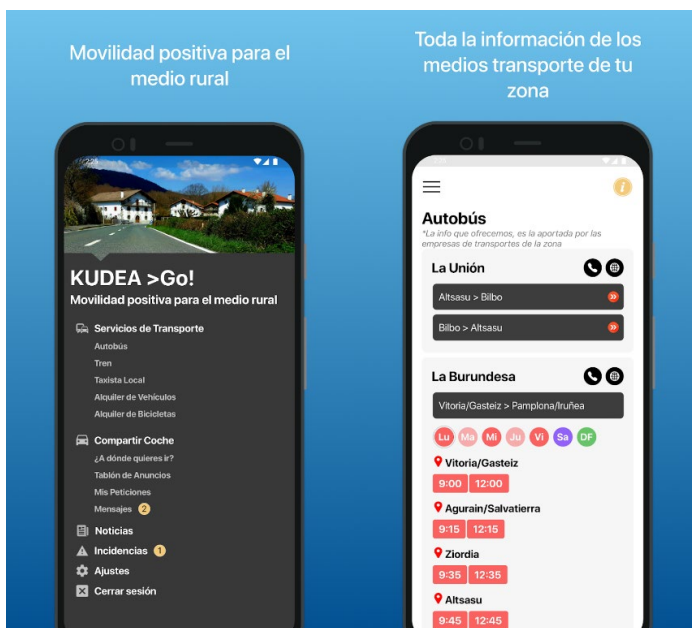 Movilidad positiva para el
medio rural
KUDEA >Go!
Movilidad positiva para el medio rural
Servicios de Transporte
Autobús
Tren
Taxista Local
Alquiler de Vehículos
Alquiler de Bicicletas
Compartir Coche
¿A dónde quieres ir?
Tablón de Anuncios
Mis Peticiones
Mensajes 2
Noticias
Incidencias 1
Ajustes
Cerrar sesión
Toda la información de los
medios transporte de tu
zona
i
Autobús
*La info que ofrecemos, es la aportada por las
empresas de transportes de la zona
La Unión
Altsasu > Bilbo
Bilbo > Altsasu
La Burundesa
Vitoria/Gasteiz > Pamplona/Iruñea
Lu Ma Mi Ju Vi Sa DF
Vitoria/Gasteiz
9:00 12:00
Agurain/Salvatierra
9:15 12:15
Ziordia
9:35 12:35
Altsasu
9:45 12:45